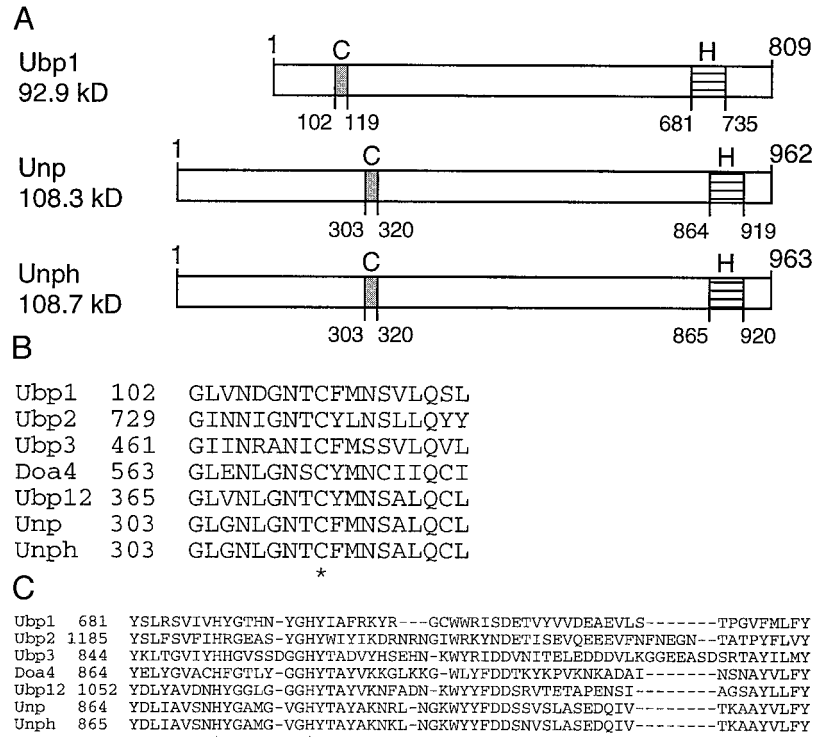 A
1 C H 809
Ubp1
92.9 kD
102 119 681 735
1 C H 962
Unp
108.3 kD
303 320 864 919
1 C H 963
Unph
108.7 kD
303 320 865 920
B
Ubp1 102 GLVNDGNTCFMNSVLQSL
Ubp2 729 GINNIGNTCYLNSLLQYY
Ubp3 461 GIINRANICFMSSVLQVL
Doa4 563 GLENLGNSCYMNCIIQCI
Ubp12 365 GLVNLGNTCYMNSALQCL
Unp 303 GLGNLGNTCFMNSALQCL
Unph 303 GLGNLGNTCFMNSALQCL
*
C
Ubp1 681 YSLRSVIVHYGTHN-YGHYIAFRKYR---GCWWRISDETVYVVDEAEVLS-------TPGVFMLFY
Ubp2 1185 YSLFSVFIHRGEAS-YGHYWIYIKDRNRNGIWRKYNDETISEVQEEEVFNFNEGN--TATPYFLVY
Ubp3 844 YKLTGVIYHHGVSSDGGHYTADVYHSEHN-KWYRIDDVNITELEDDDVLKGGEEASDSRTAYILMY
Doa4 864 YELYGVACHFGTLY-GGHYTAYVKKGLKKG-WLYFDDTKYKPVKNKADAI-------NSNAYVLFY
Ubp12 1052 YDLYAVDNHYGGLG-GGHYTAYVKNFADN-KWYYFDDSRVTETAPENSI--------AGSAYLLFY
Unp 864 YDLIAVSNHYGAMG-VGHYTAYAKNKL-NGKWYYFDDSNVSLASEDQIV--------TKAAYVLFY
Unph 865 YDLIAVSNHYGAMG-VGHYTAYAKNRL-NGKWYYFDDSSVSLASEDQIV--------TKAAYVLFY